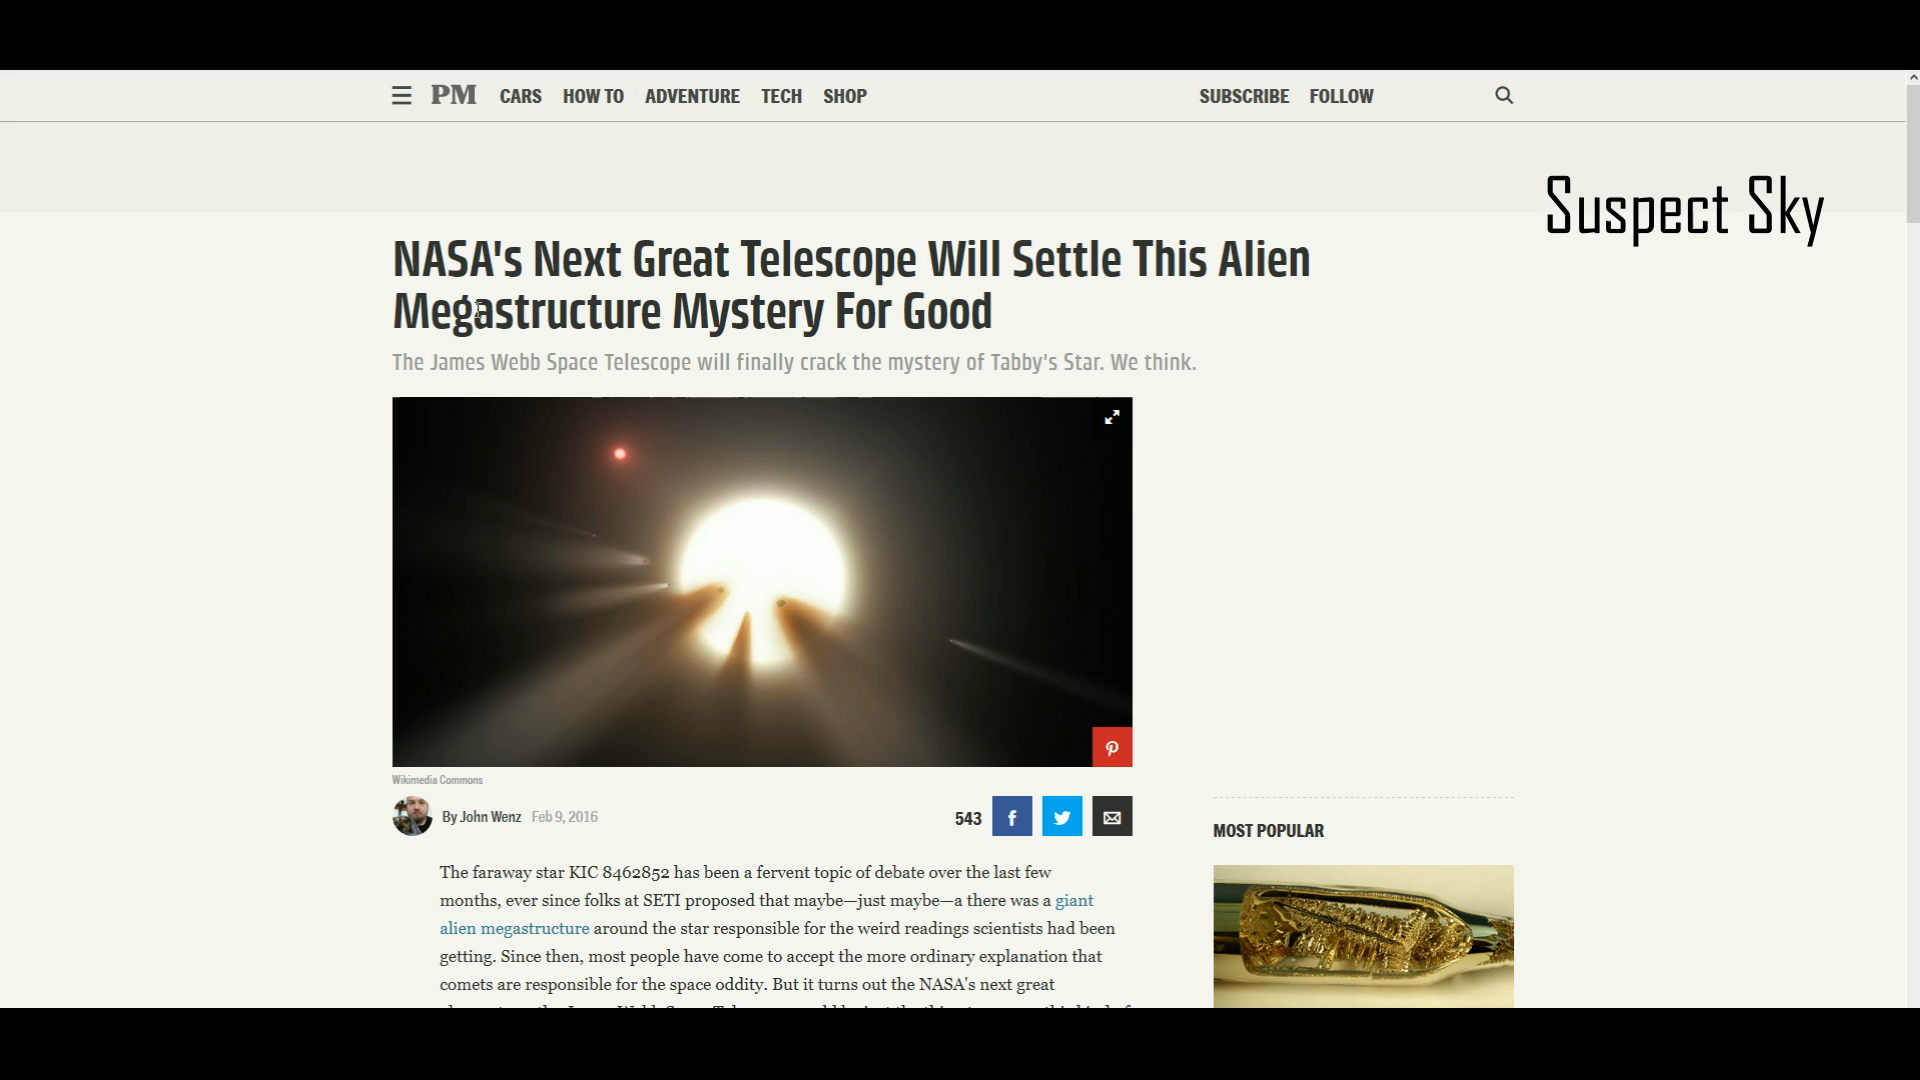 PM CARS HOW TO ADVENTURE TECH SHOP SUBSCRIBE FOLLOW
Suspect Sky
NASA's Next Great Telescope Will Settle This Alien
Megastructure Mystery For Good
The James Webb Space Telescope will finally crack the mystery of Tabby's Star. We think.
Wikimedia Commons
By John Wenz Feb 9, 2016
543
MOST POPULAR
The faraway star KIC 8462852 has been a fervent topic of debate over the last few
months, ever since folks at SETI proposed that maybe—just maybe—a there was a giant
alien megastructure around the star responsible for the weird readings scientists had been
getting. Since then, most people have come to accept the more ordinary explanation that
comets are responsible for the space oddity. But it turns out the NASA's next great